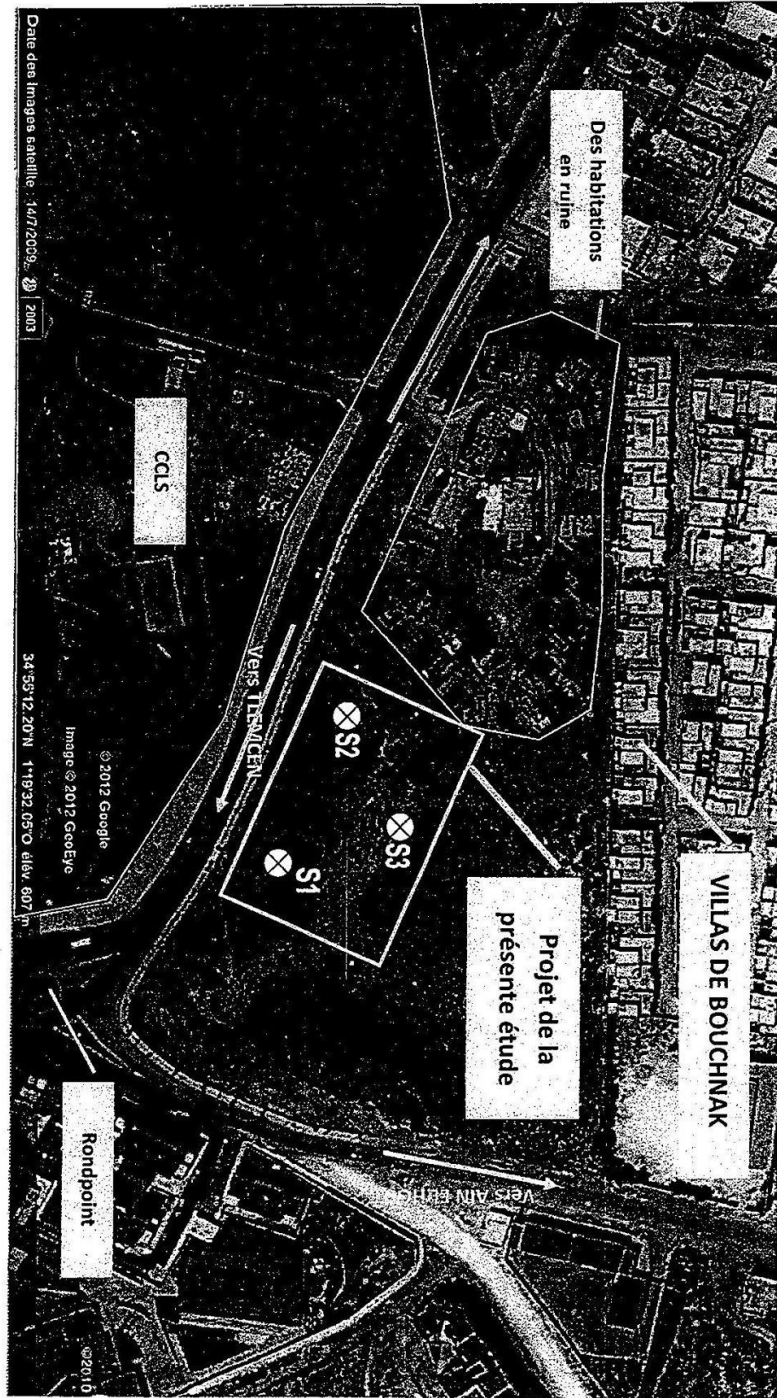 Des habitations
en ruine
VILLAS DE BOUCHNAK
Projet de la
présente étude
S2
S3
S1
Vers TLEMCEN
CCLS
Rondpoint
Date des images satellite : 14/7/2009
2003
34°56'12.20"N 1°19'32.05"O élév. 607 m
© 2012 Google
Image © 2012 GeoEye
©2010